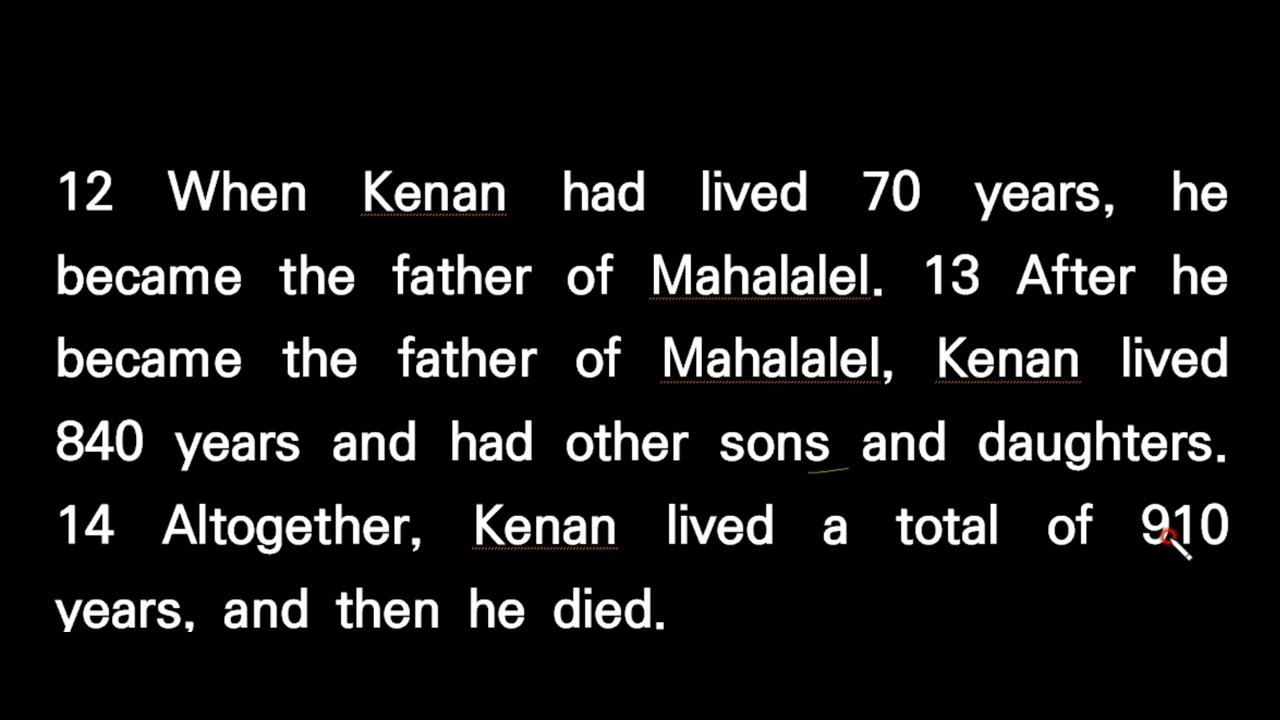 12 When Kenan had lived 70 years, he
became the father of Mahalalel. 13 After he
became the father of Mahalalel, Kenan lived
840 years and had other sons and daughters.
14 Altogether, Kenan lived a total of 910
years, and then he died.